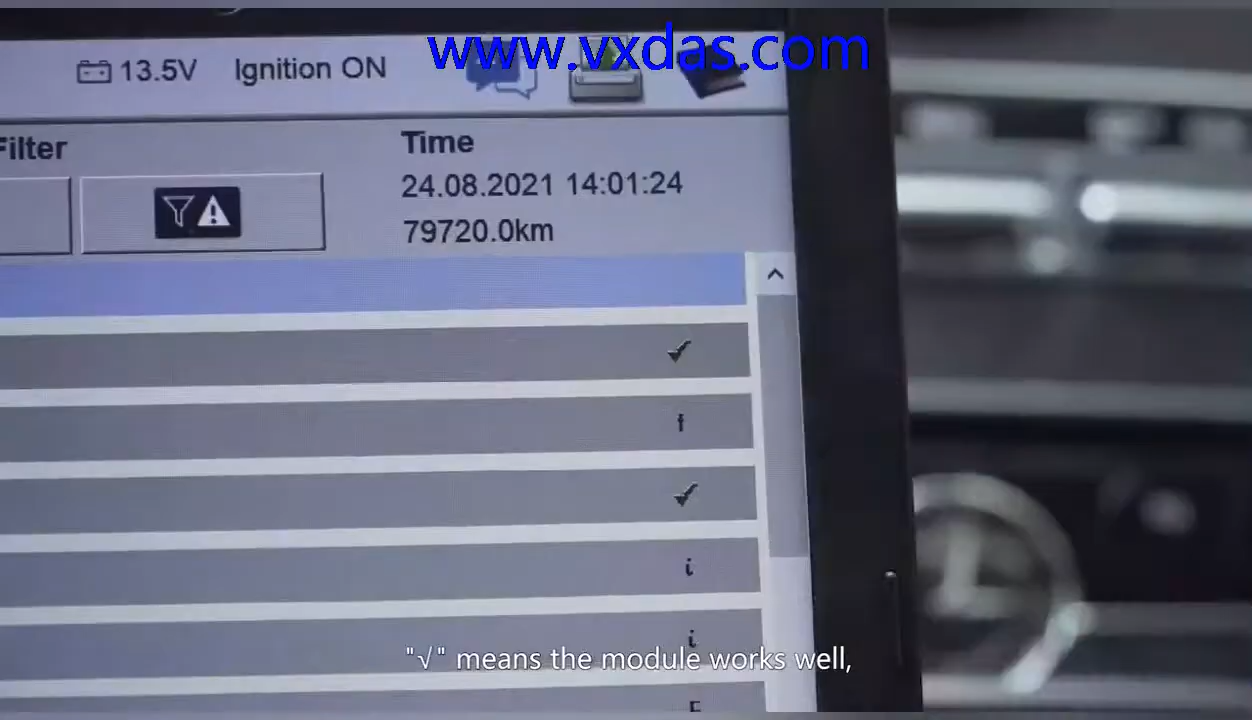 www.vxdas.com
13.5V Ignition ON
Filter
Time
24.08.2021 14:01:24
79720.0km
✓
f
✓
i
i
F
"√" means the module works well,